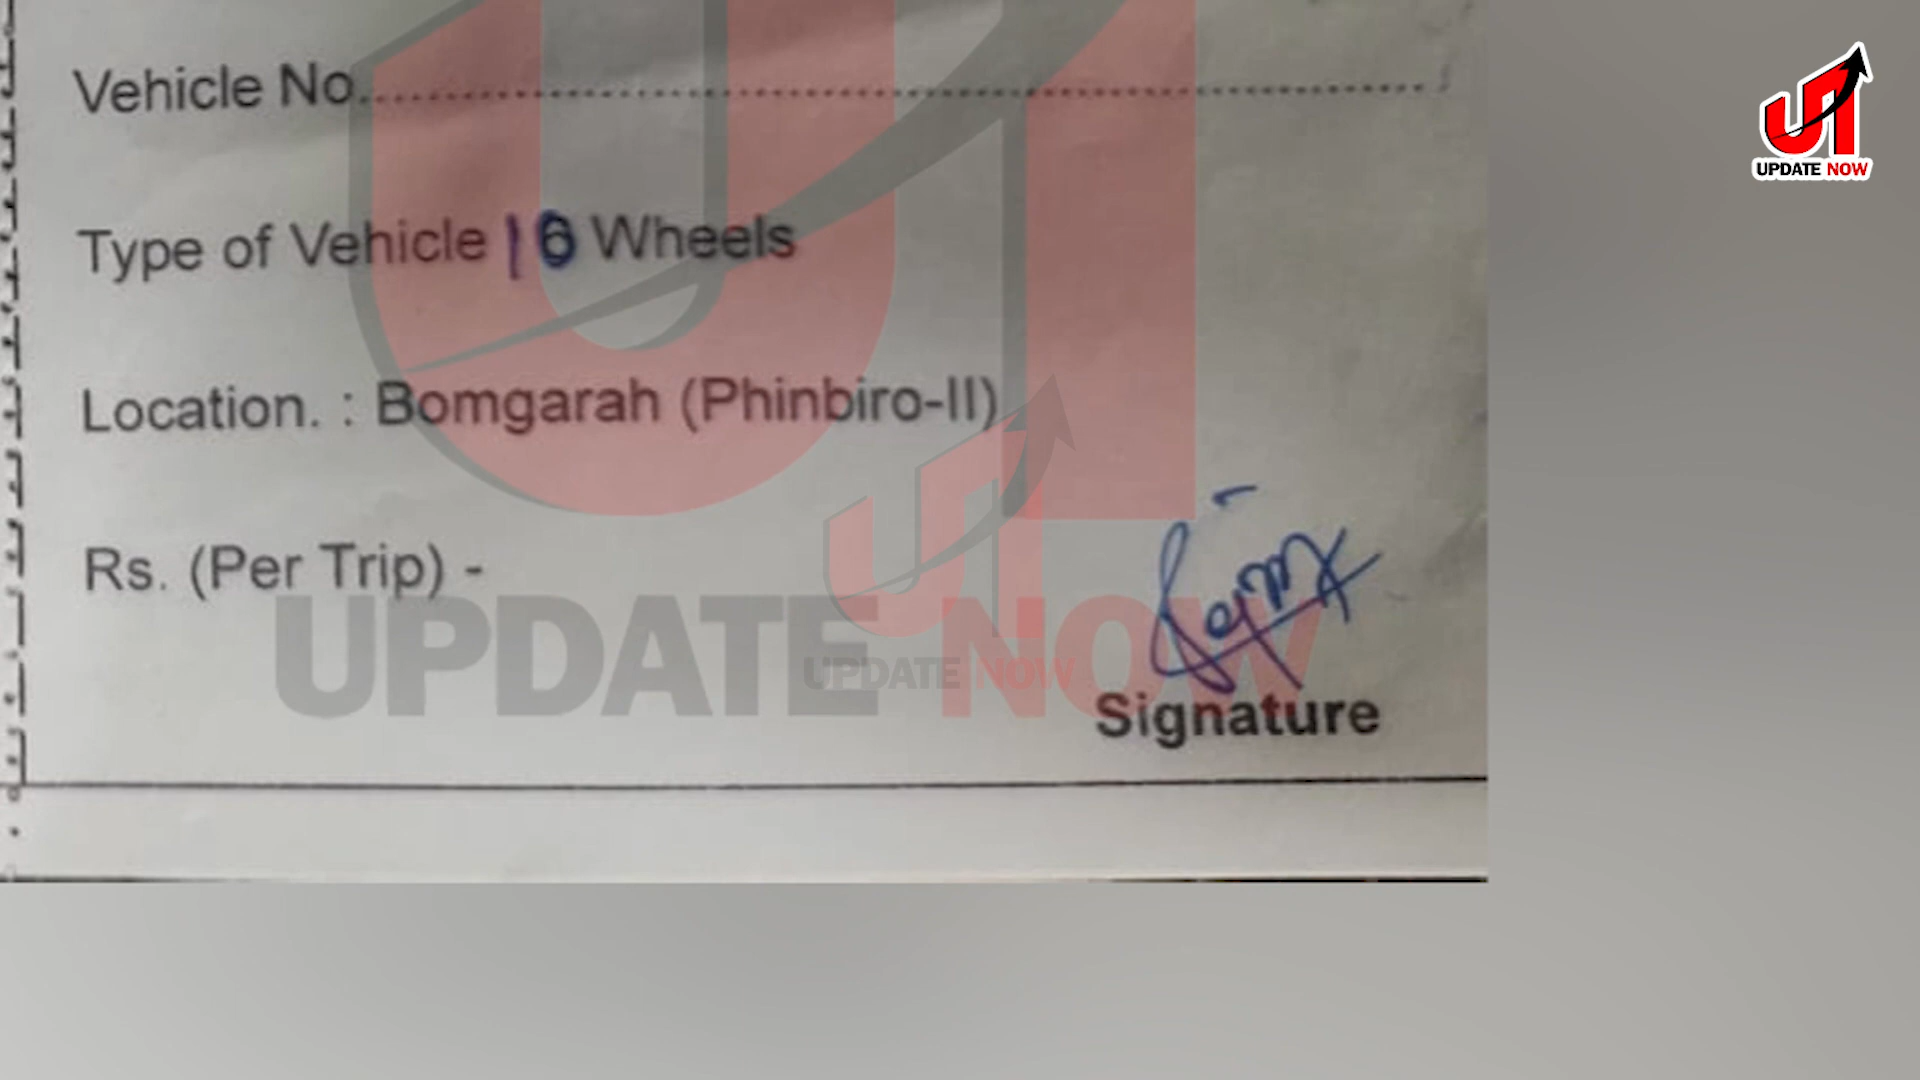 Vehicle No.
Type of Vehicle 16 Wheels
Location. : Bomgarah (Phinbiro-II)
Rs. (Per Trip) -
Signature
UPDATE NOW
UPDATE NOW
UPDATE NOW